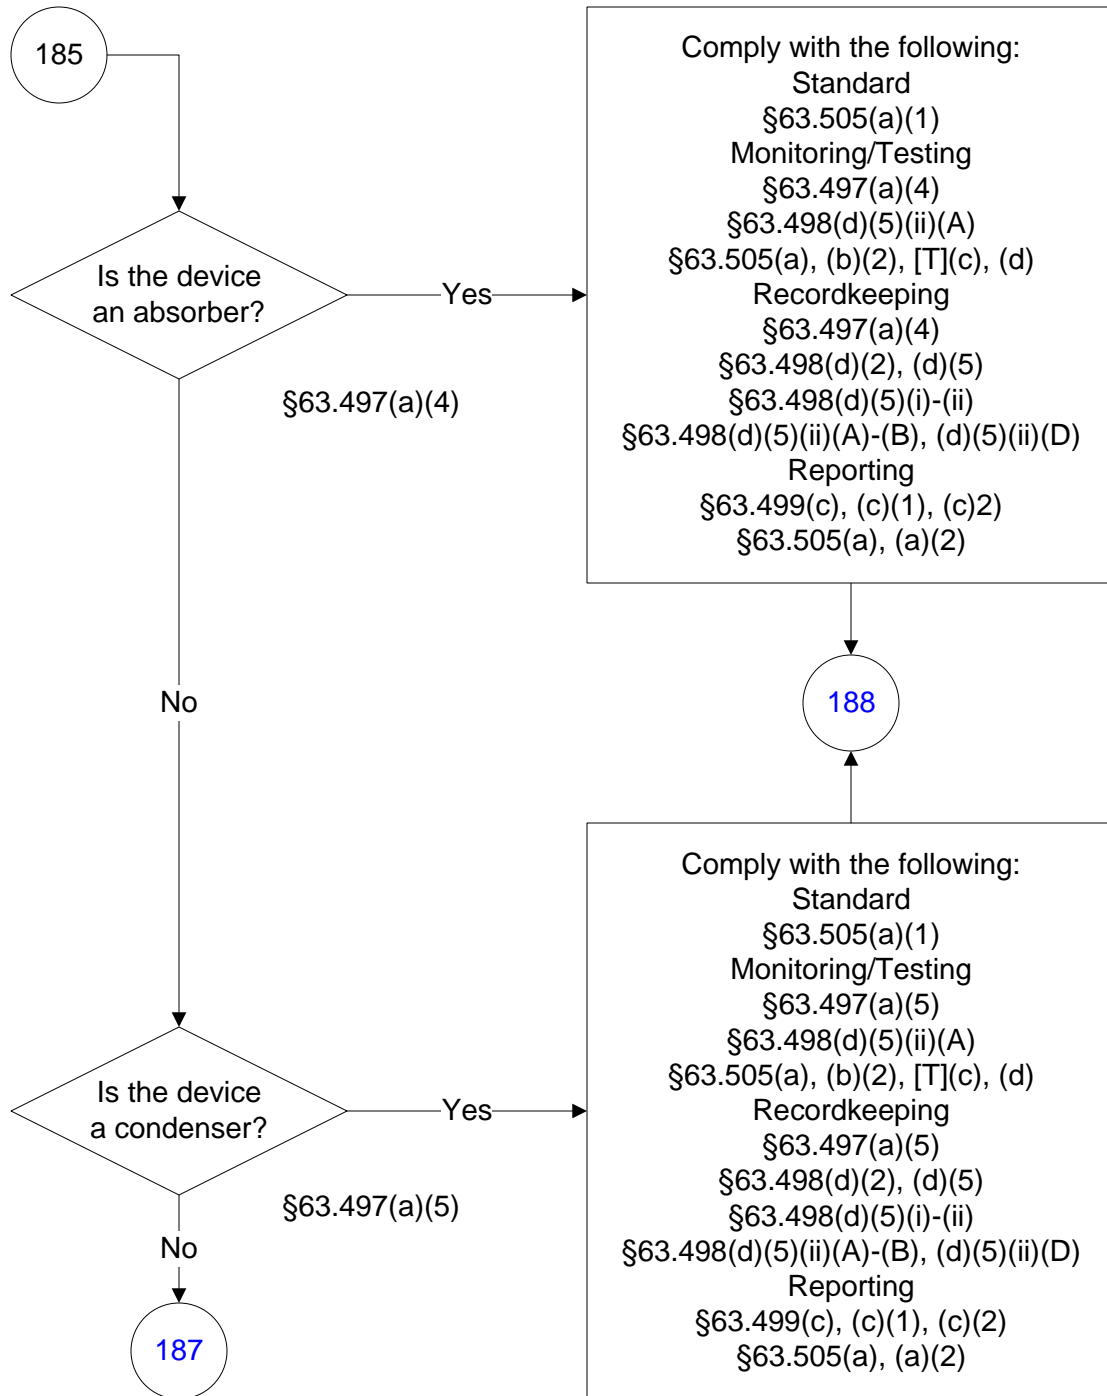 185
Is the device
an absorber?
Yes
§63.497(a)(4)
Comply with the following:
Standard
§63.505(a)(1)
Monitoring/Testing
§63.497(a)(4)
§63.498(d)(5)(ii)(A)
§63.505(a), (b)(2), [T](c), (d)
Recordkeeping
§63.497(a)(4)
§63.498(d)(2), (d)(5)
§63.498(d)(5)(i)-(ii)
§63.498(d)(5)(ii)(A)-(B), (d)(5)(ii)(D)
Reporting
§63.499(c), (c)(1), (c)2)
§63.505(a), (a)(2)
No
188
Is the device
a condenser?
Yes
§63.497(a)(5)
Comply with the following:
Standard
§63.505(a)(1)
Monitoring/Testing
§63.497(a)(5)
§63.498(d)(5)(ii)(A)
§63.505(a), (b)(2), [T](c), (d)
Recordkeeping
§63.497(a)(5)
§63.498(d)(2), (d)(5)
§63.498(d)(5)(i)-(ii)
§63.498(d)(5)(ii)(A)-(B), (d)(5)(ii)(D)
Reporting
§63.499(c), (c)(1), (c)(2)
§63.505(a), (a)(2)
No
187